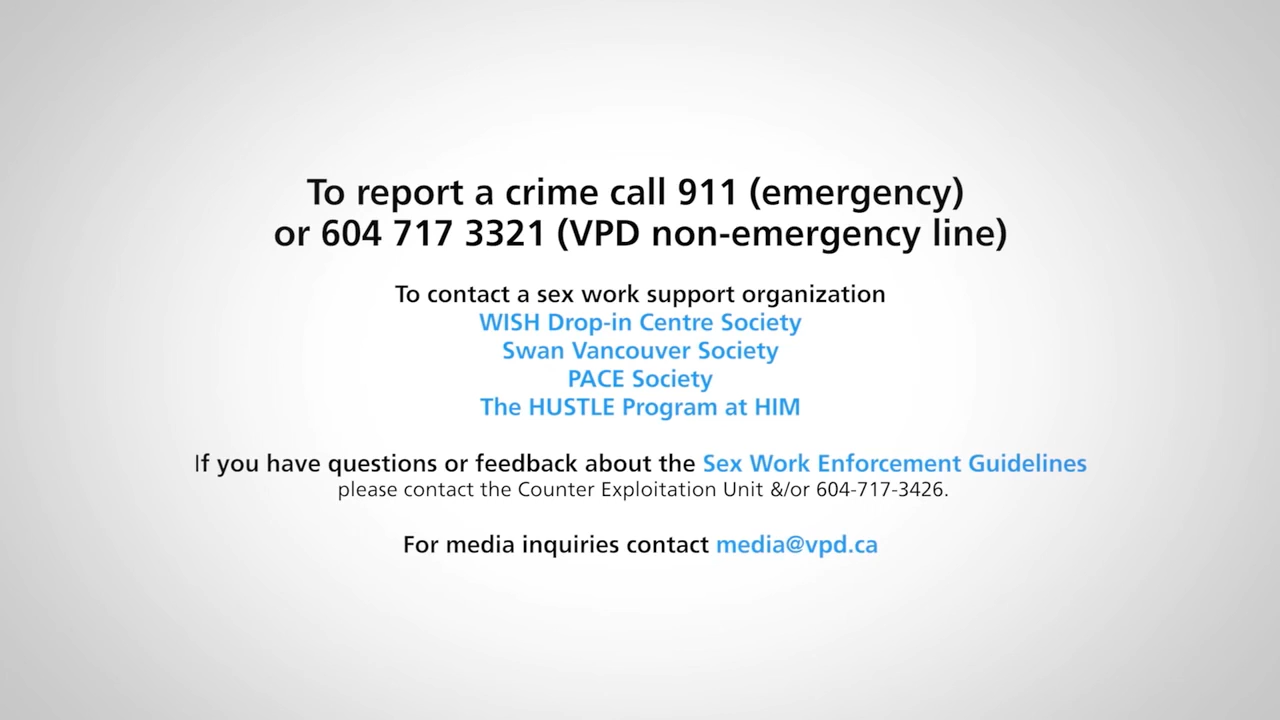 To report a crime call 911 (emergency)
or 604 717 3321 (VPD non-emergency line)
To contact a sex work support organization
WISH Drop-in Centre Society
Swan Vancouver Society
PACE Society
The HUSTLE Program at HIM
If you have questions or feedback about the Sex Work Enforcement Guidelines
please contact the Counter Exploitation Unit &/or 604-717-3426.
For media inquiries contact media@vpd.ca